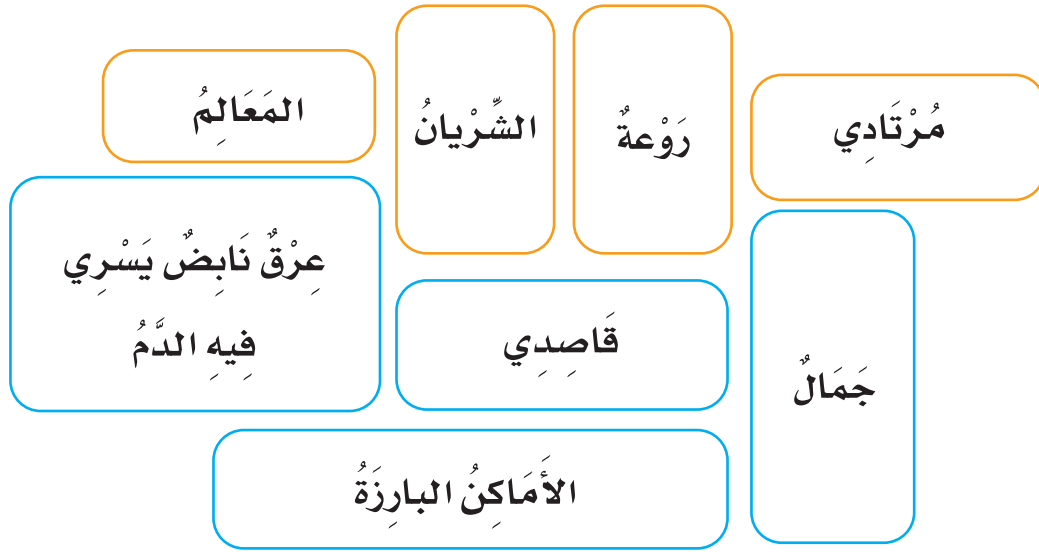 مُرْتَادِي
رَوْعةٌ
الشِّرْيانُ
المَعَالِمُ
جَمَالٌ
قَاصِدِي
عِرْقٌ نَابِضٌ يَسْرِي
فِيهِ الدَّمُ
الأَمَاكِنُ البارِزَةُ